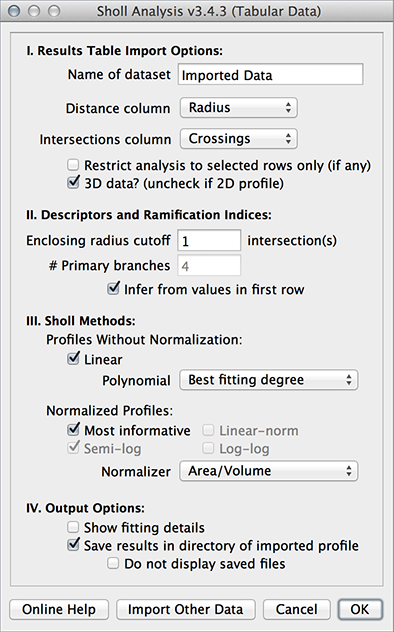 Sholl Analysis v3.4.3 (Tabular Data)
I. Results Table Import Options:
Name of dataset Imported Data
Distance column Radius
Intersections column Crossings
Restrict analysis to selected rows only (if any)
3D data? (uncheck if 2D profile)
II. Descriptors and Ramification Indices:
Enclosing radius cutoff 1 intersection(s)
# Primary branches 4
Infer from values in first row
III. Sholl Methods:
Profiles Without Normalization:
Linear
Polynomial Best fitting degree
Normalized Profiles:
Most informative Linear-norm
Semi-log Log-log
Normalizer Area/Volume
IV. Output Options:
Show fitting details
Save results in directory of imported profile
Do not display saved files
Online Help Import Other Data Cancel OK